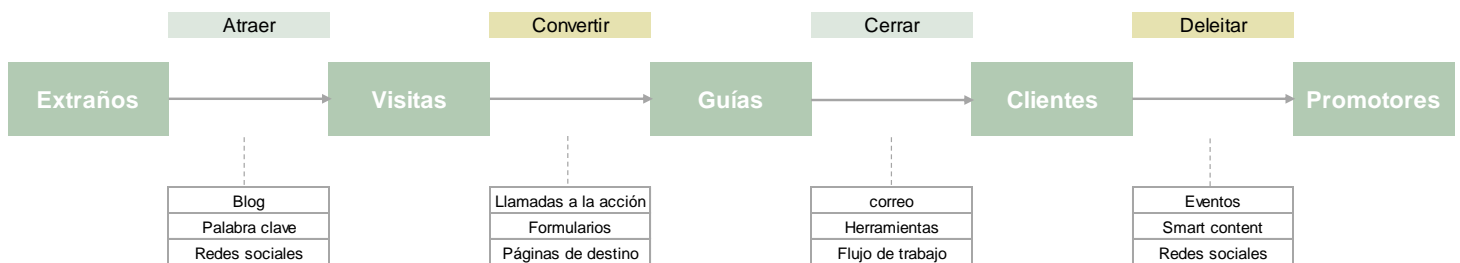 Atraer
Convertir
Cerrar
Deleitar
Extraños
Visitas
Guías
Clientes
Promotores
Blog
Palabra clave
Redes sociales
Llamadas a la acción
Formularios
Páginas de destino
correo
Herramientas
Flujo de trabajo
Eventos
Smart content
Redes sociales